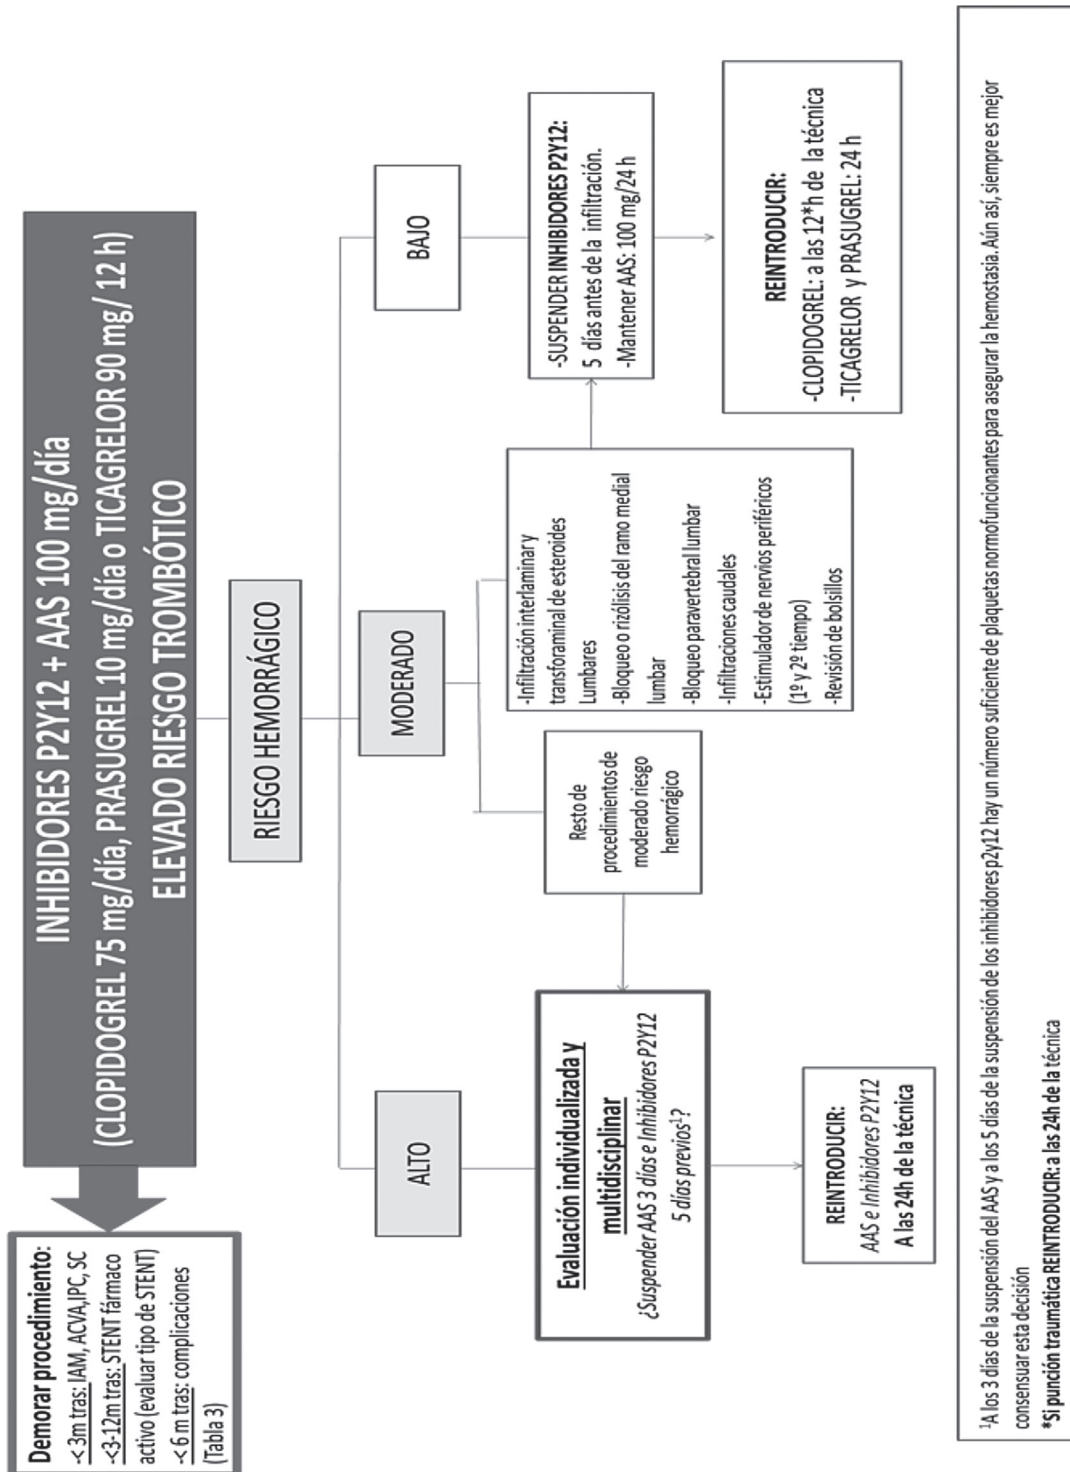 INHIBIDORES P2Y12 + AAS 100 mg/día
(CLOPIDOGREL 75 mg/día, PRASUGREL 10 mg/día o TICAGRELOR 90 mg/ 12 h)
ELEVADO RIESGO TROMBÓTICO
Demorar procedimiento:
-< 3m tras: IAM, ACVA,IPC, SC
-<3-12m tras: STENT fármaco
activo (evaluar tipo de STENT)
-< 6 m tras: complicaciones
(Tabla 3)
RIESGO HEMORRÁGICO
ALTO
MODERADO
BAJO
Evaluación individualizada y
multidisciplinar
¿Suspender AAS 3 días e Inhibidores P2Y12
5 días previos¹?
REINTRODUCIR:
AAS e Inhibidores P2Y12
A las 24h de la técnica
Resto de
procedimientos de
moderado riesgo
hemorrágico
-Infiltración interlaminar y
transforaminal de esteroides
Lumbares
-Bloqueo o rizólisis del ramo medial
lumbar
-Bloqueo paravertebral lumbar
-Infiltraciones caudales
-Estimulador de nervios periféricos
(1º y 2º tiempo)
-Revisión de bolsillos
-SUSPENDER INHIBIDORES P2Y12:
5 días antes de la infiltración.
-Mantener AAS: 100 mg/24 h
REINTRODUCIR:
-CLOPIDOGREL: a las 12*h de la técnica
-TICAGRELOR y PRASUGREL: 24 h
¹A los 3 días de la suspensión del AAS y a los 5 días de la suspensión de los inhibidores p2y12 hay un número suficiente de plaquetas normofuncionantes para asegurar la hemostasia. Aún así, siempre es mejor
consensuar esta decisión
*Si punción traumática REINTRODUCIR: a las 24h de la técnica